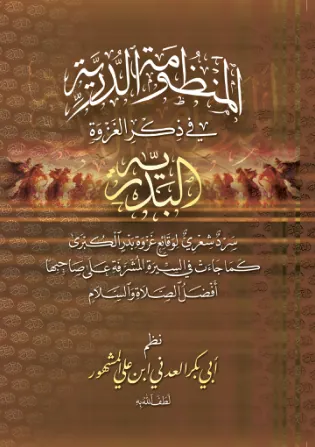 المنظومة الدرية
في ذكر الغزوة
البدرية
سرد شعري لوقائع غزوة بدر الكبرى
كما جاءت في السيرة المشرفة على صاحبها
أفضل الصلاة والسلام
نظم
أبي بكر العدني ابن علي المشهور
لطف الله به